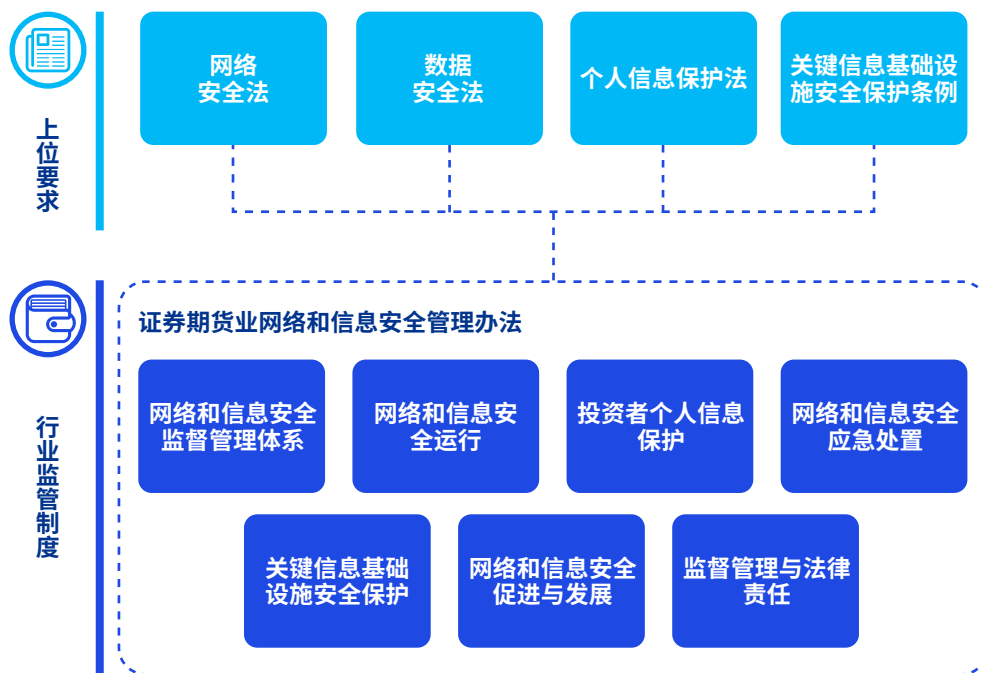 上位要求
网络
安全法
数据
安全法
个人信息保护法
关键信息基础设
施安全保护条例
行业监管制度
证券期货业网络和信息安全管理办法
网络和信息安全
监督管理体系
网络和信息安
全运行
投资者个人信息
保护
网络和信息安全
应急处置
关键信息基础
设施安全保护
网络和信息安全
促进与发展
监督管理与法律
责任